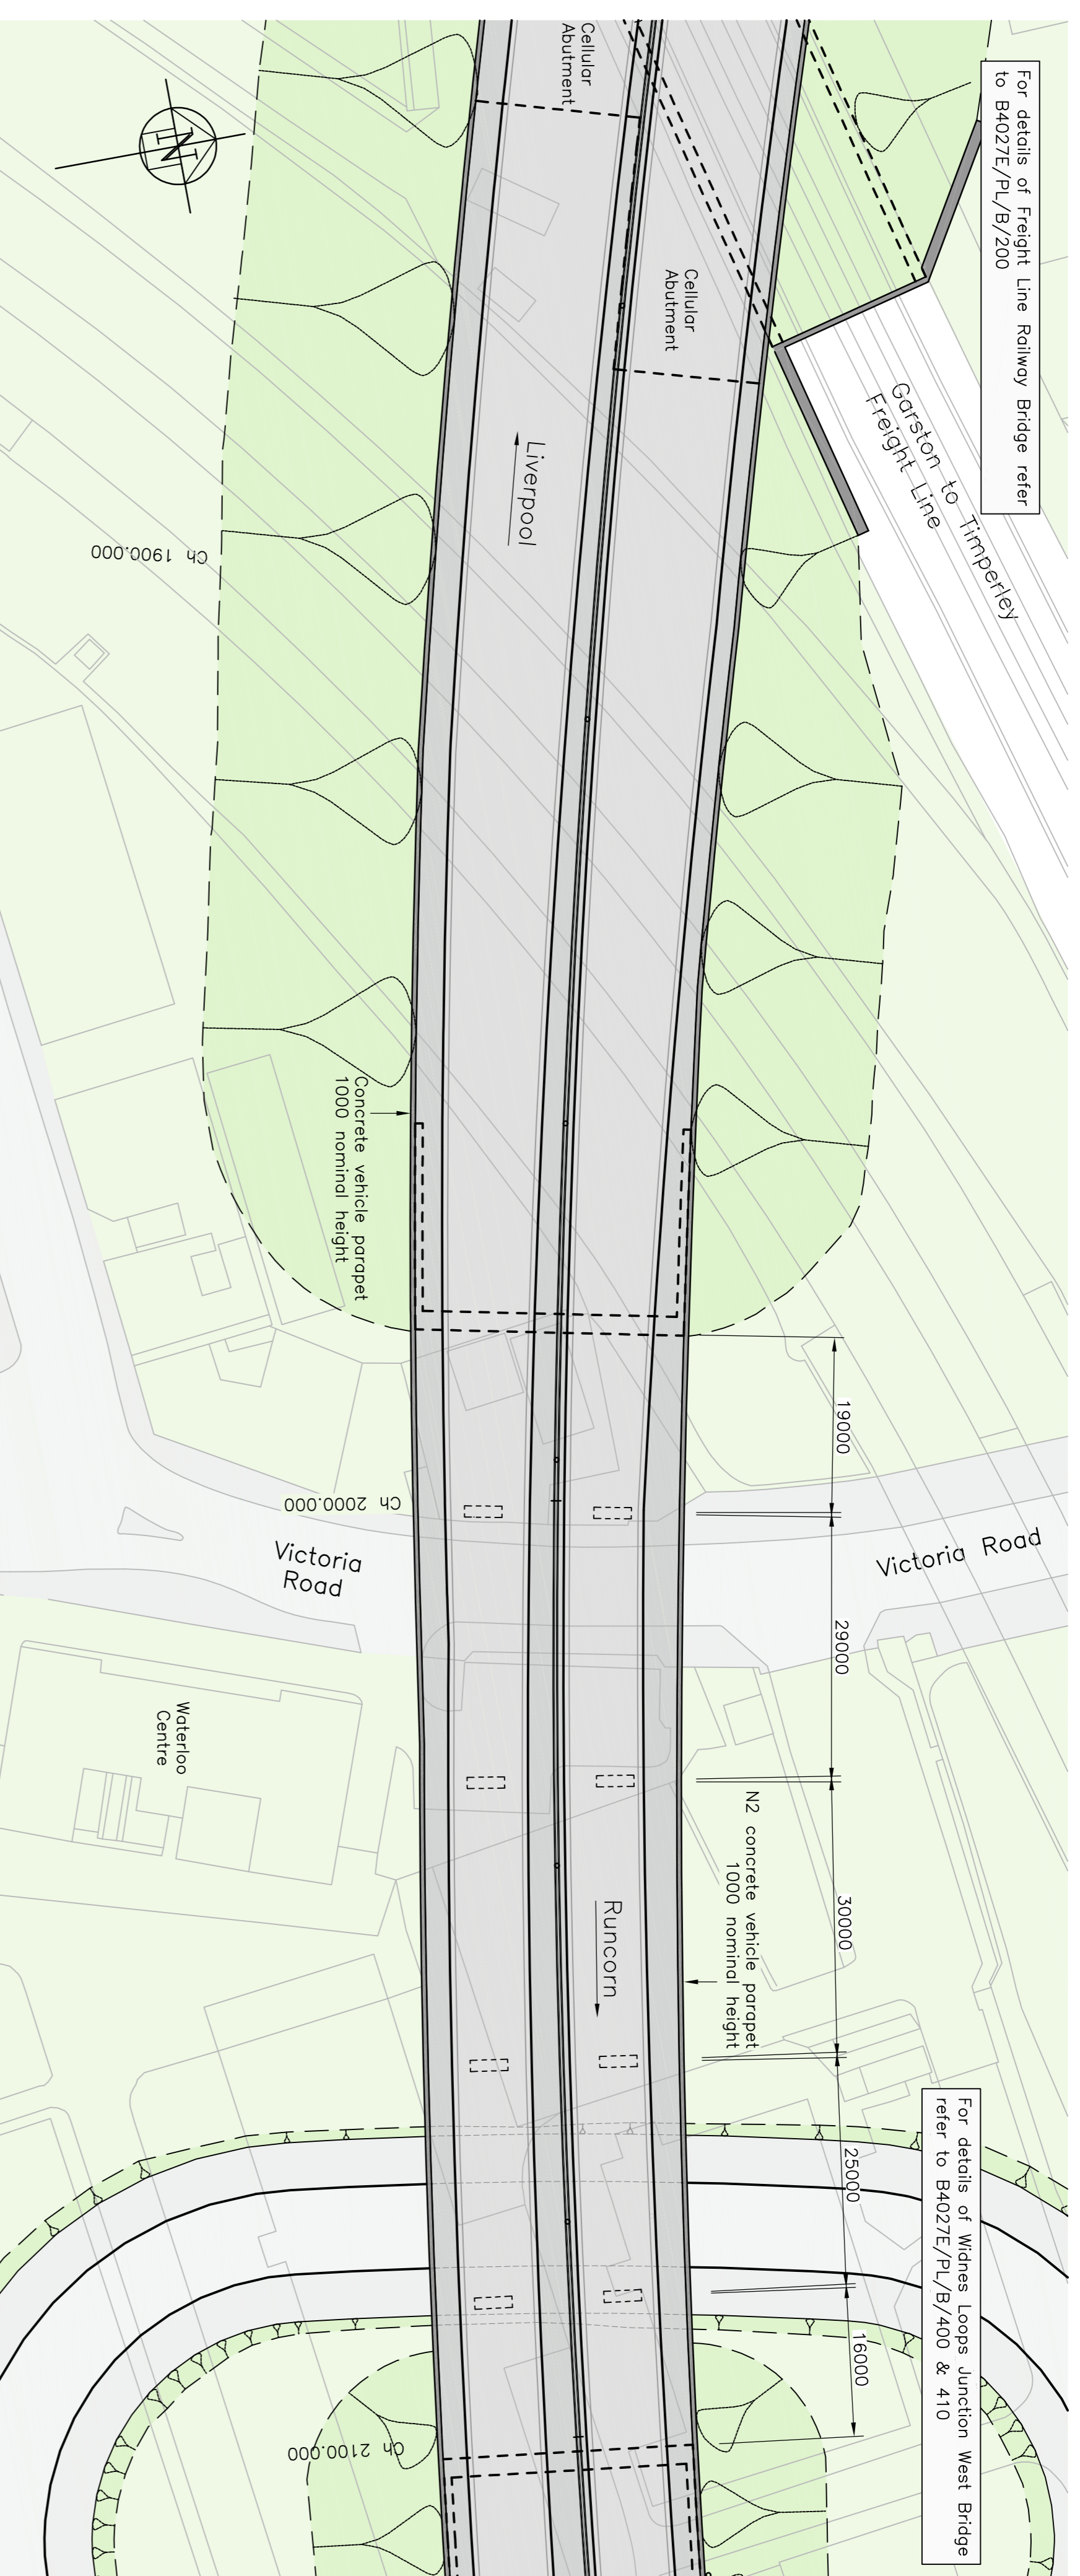 For details of Freight Line Railway Bridge refer
to B4027E/PL/B/200
Cellular
Abutment
Cellular
Abutment
N
Garston to Timperley
Freight Line
Liverpool
Ch 1900.000
Concrete vehicle parapet
1000 nominal height
19000
Ch 2000.000
Victoria
Road
Victoria Road
29000
Waterloo
Centre
N2 concrete vehicle parapet
1000 nominal height
30000
Runcorn
For details of Widnes Loops Junction West Bridge
refer to B4027E/PL/B/400 & 410
25000
16000
Ch 2100.000